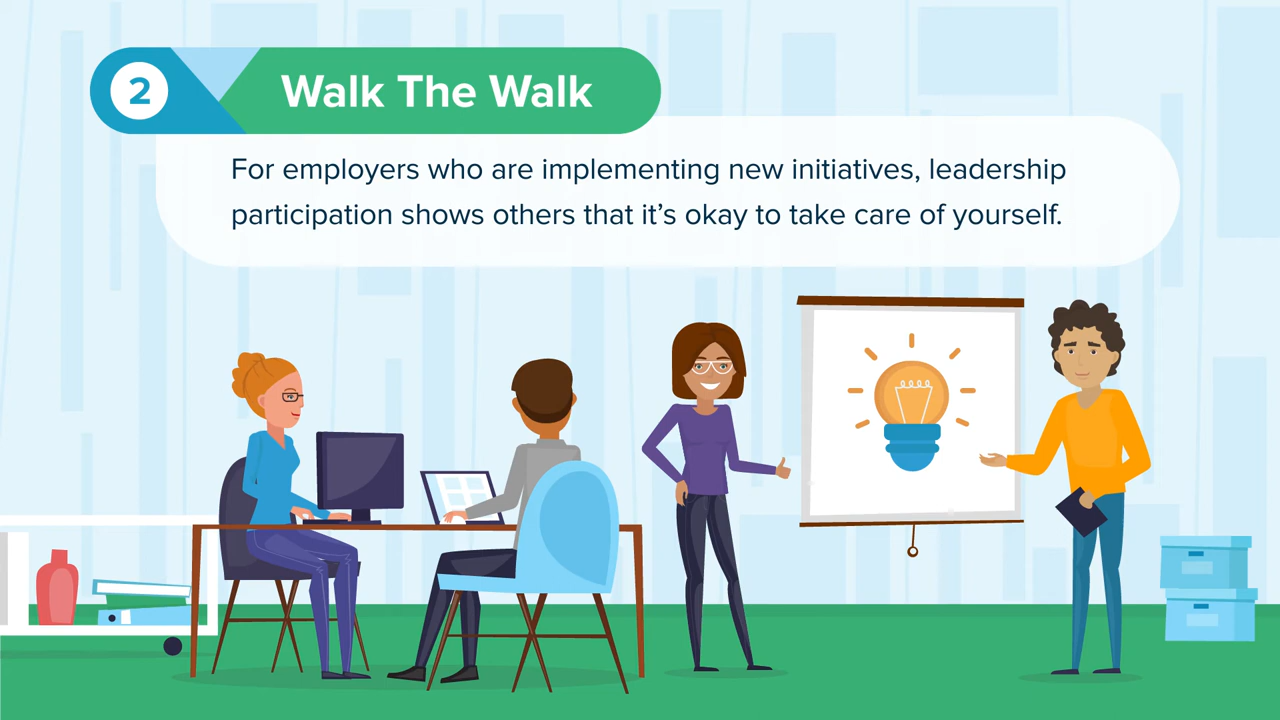 2
Walk The Walk
For employers who are implementing new initiatives, leadership
participation shows others that it’s okay to take care of yourself.